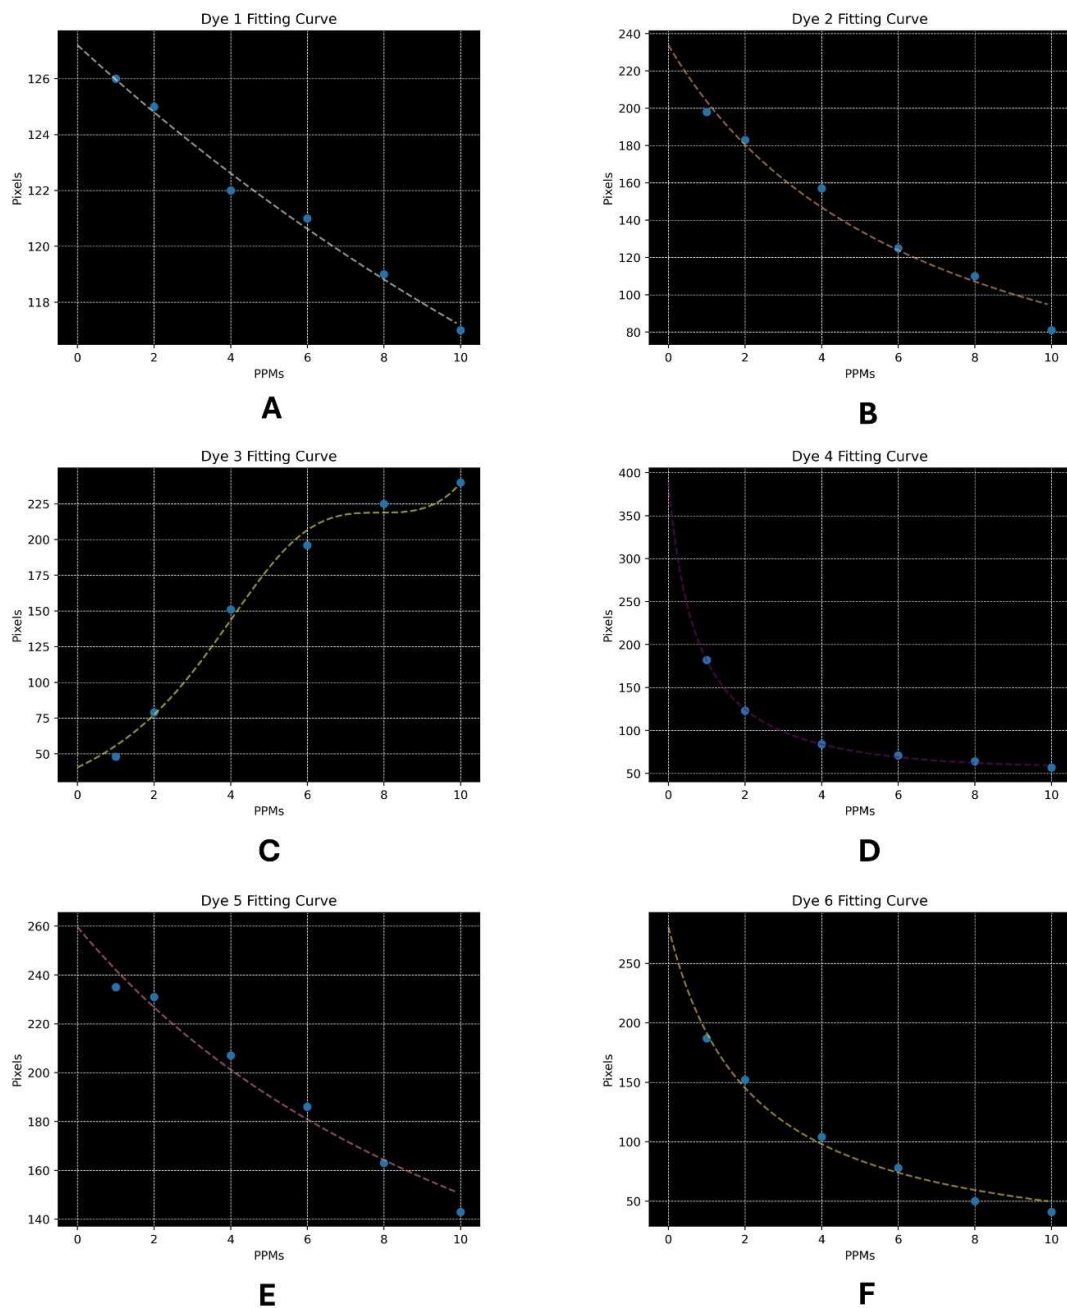 Dye 1 Fitting Curve
126
124
122
120
118
Pixels
0 2 4 6 8 10
PPMs
A
Dye 2 Fitting Curve
240
220
200
180
160
140
120
100
80
Pixels
0 2 4 6 8 10
PPMs
B
Dye 3 Fitting Curve
225
200
175
150
125
100
75
50
Pixels
0 2 4 6 8 10
PPMs
C
Dye 4 Fitting Curve
400
350
300
250
200
150
100
50
Pixels
0 2 4 6 8 10
PPMs
D
Dye 5 Fitting Curve
260
240
220
200
180
160
140
Pixels
0 2 4 6 8 10
PPMs
E
Dye 6 Fitting Curve
250
200
150
100
50
Pixels
0 2 4 6 8 10
PPMs
F